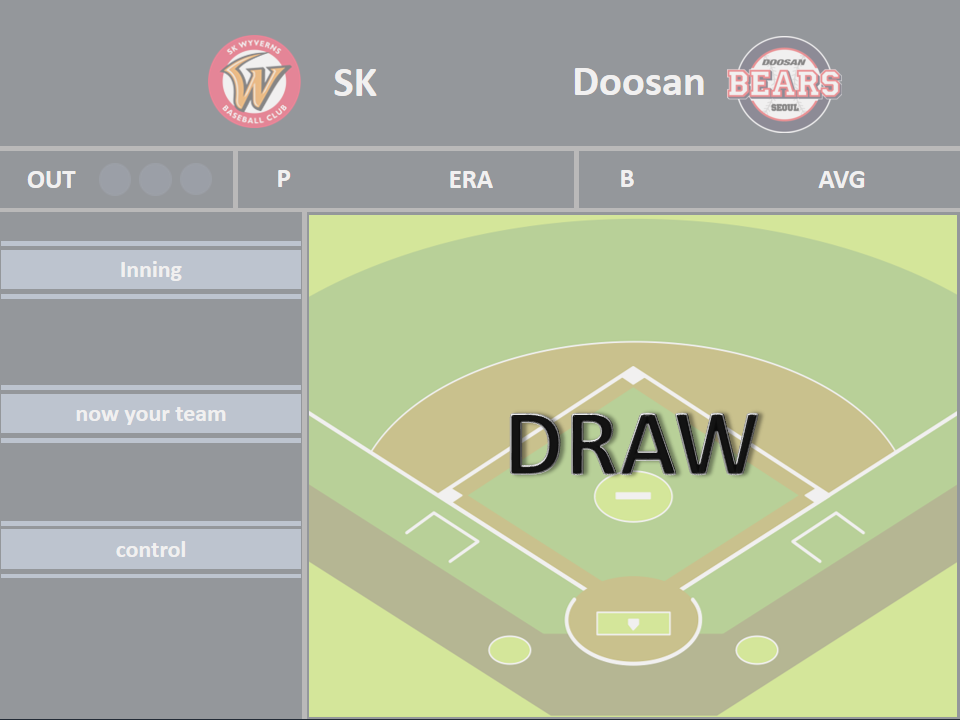 SK WYVERNS
W
BASEBALL CLUB
SK
Doosan
DOOSAN
BEARS
SEOUL
OUT
P
ERA
B
AVG
Inning
now your team
control
DRAW